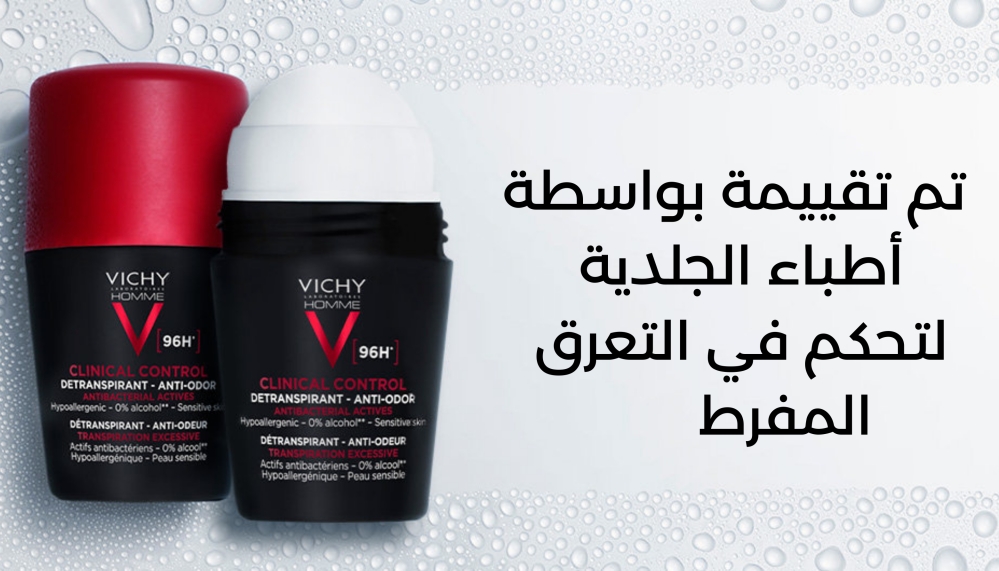 تم تقييمة بواسطة
أطباء الجلدية
لتحكم في التعرق
المفرط
VICHY
LABORATOIRES
HOMME
[96H*]
CLINICAL CONTROL
DETRANSPIRANT - ANTI-ODOR
ANTIBACTERIAL ACTIVES
Hypoallergenic - 0% alcohol** - Sensitive skin
DÉTRANSPIRANT - ANTI-ODEUR
TRANSPIRATION EXCESSIVE
Actifs antibactériens - 0% alcool**
Hypoallergénique - Peau sensible
VICHY
LABORATOIRES
HOMME
[96H*]
CLINICAL CONTROL
DETRANSPIRANT - ANTI-ODOR
ANTIBACTERIAL ACTIVES
Hypoallergenic - 0% alcohol** - Sensitive skin
DÉTRANSPIRANT - ANTI-ODEUR
TRANSPIRATION EXCESSIVE
Actifs antibactériens - 0% alcool**
Hypoallergénique - Peau sensible